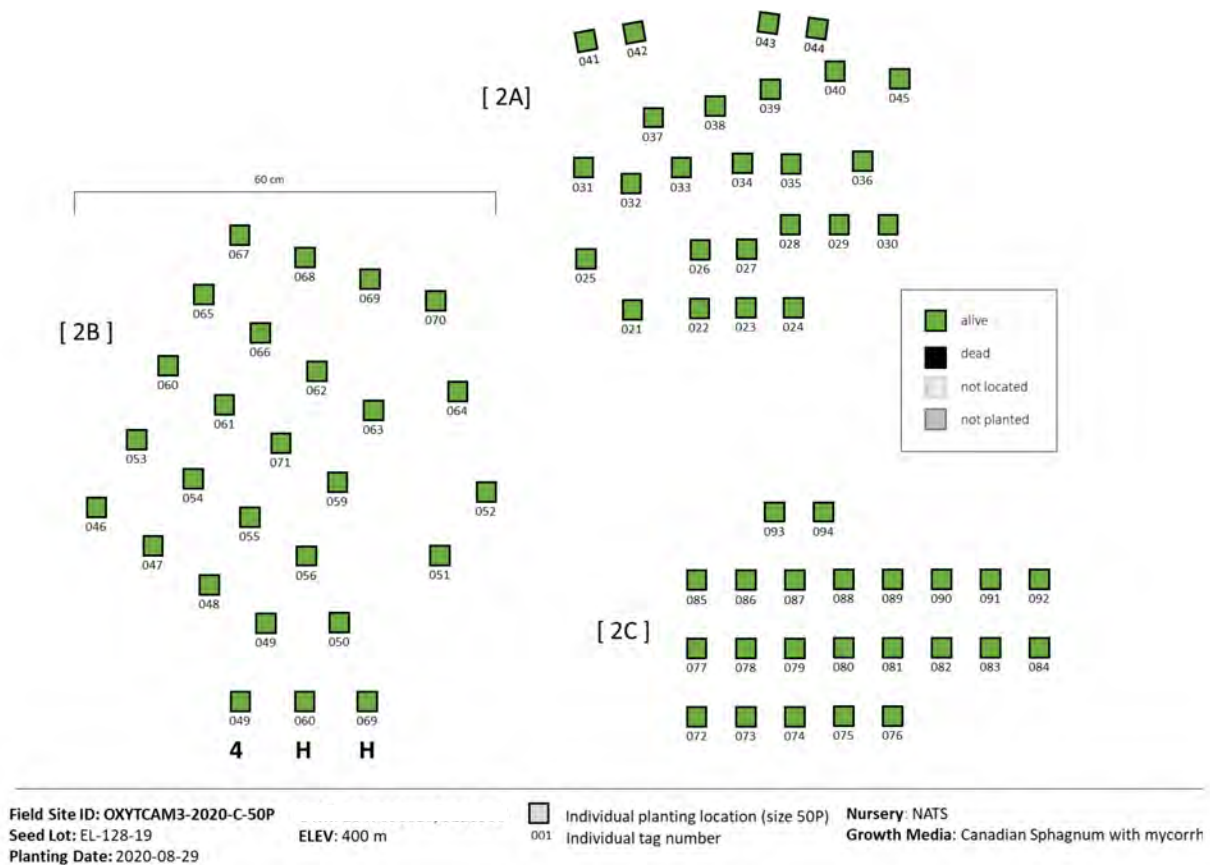 041 042 043 044
040 045
037 038 039
[ 2A]
031 032 033 034 035 036
028 029 030
025 026 027
021 022 023 024
60 cm
067 068 069 070
065 066
[ 2B ]
060 061 062 063 064
053 054 071 059 052
046 047 048 055 056 051
049 050
049 060 069
4 H H
alive
dead
not located
not planted
093 094
085 086 087 088 089 090 091 092
[ 2C ]
077 078 079 080 081 082 083 084
072 073 074 075 076
Field Site ID: OXYTCAM3-2020-C-50P
Seed Lot: EL-128-19
Planting Date: 2020-08-29
ELEV: 400 m
Individual planting location (size 50P)
001 Individual tag number
Nursery: NATS
Growth Media: Canadian Sphagnum with mycorrh